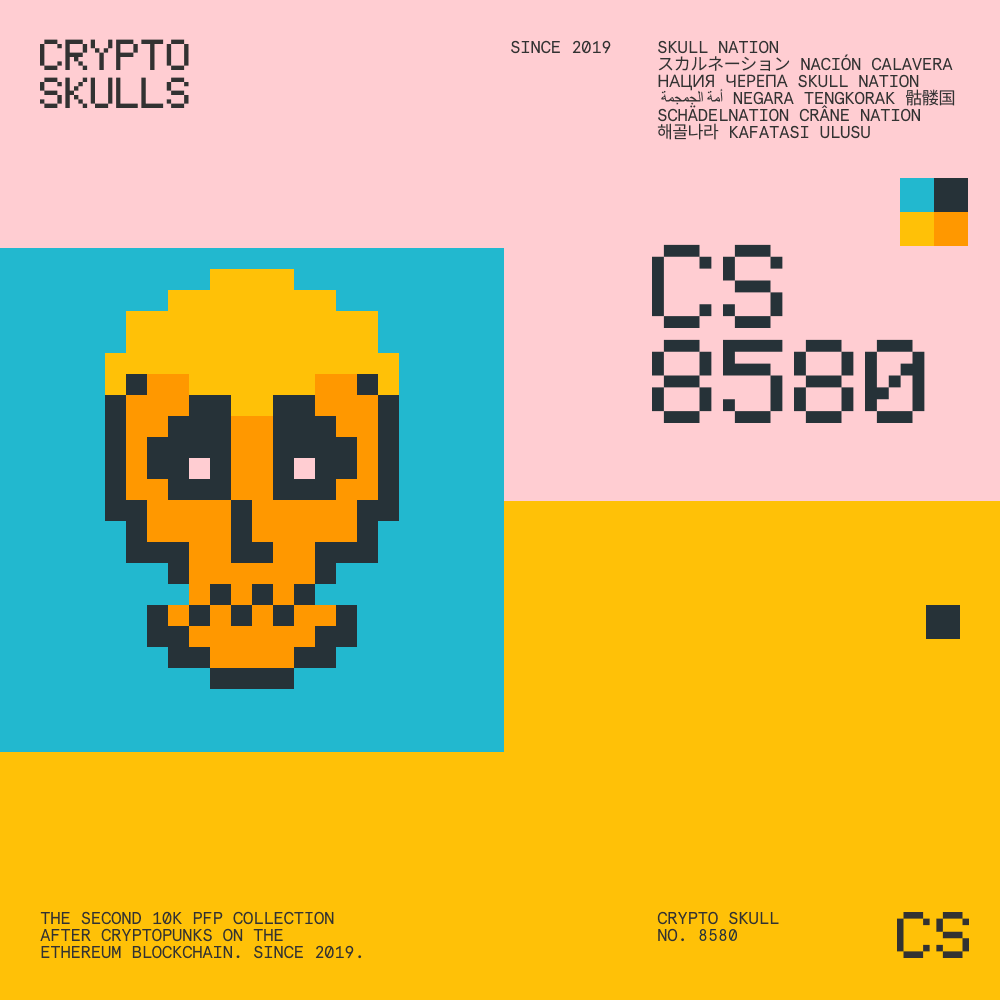 CRYPTO
SKULLS
SINCE 2019
SKULL NATION
スカルネーション NACIÓN CALAVERA
НАЦИЯ ЧЕРЕПА SKULL NATION
أمة الجمجمة NEGARA TENGKORAK 骷髅国
SCHÄDELNATION CRÂNE NATION
해골나라 KAFATASI ULUSU
CS
8580
THE SECOND 10K PFP COLLECTION
AFTER CRYPTOPUNKS ON THE
ETHEREUM BLOCKCHAIN. SINCE 2019.
CRYPTO SKULL
NO. 8580
CS